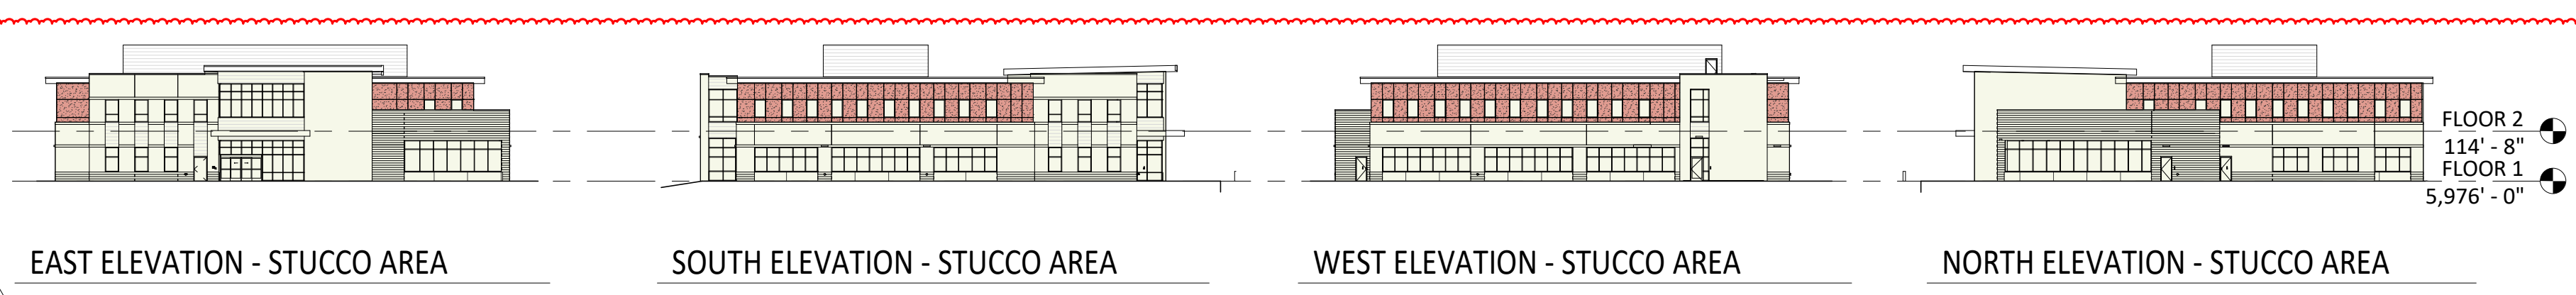 FLOOR 2
114' - 8"
FLOOR 1
5,976' - 0"
EAST ELEVATION - STUCCO AREA
SOUTH ELEVATION - STUCCO AREA
WEST ELEVATION - STUCCO AREA
NORTH ELEVATION - STUCCO AREA